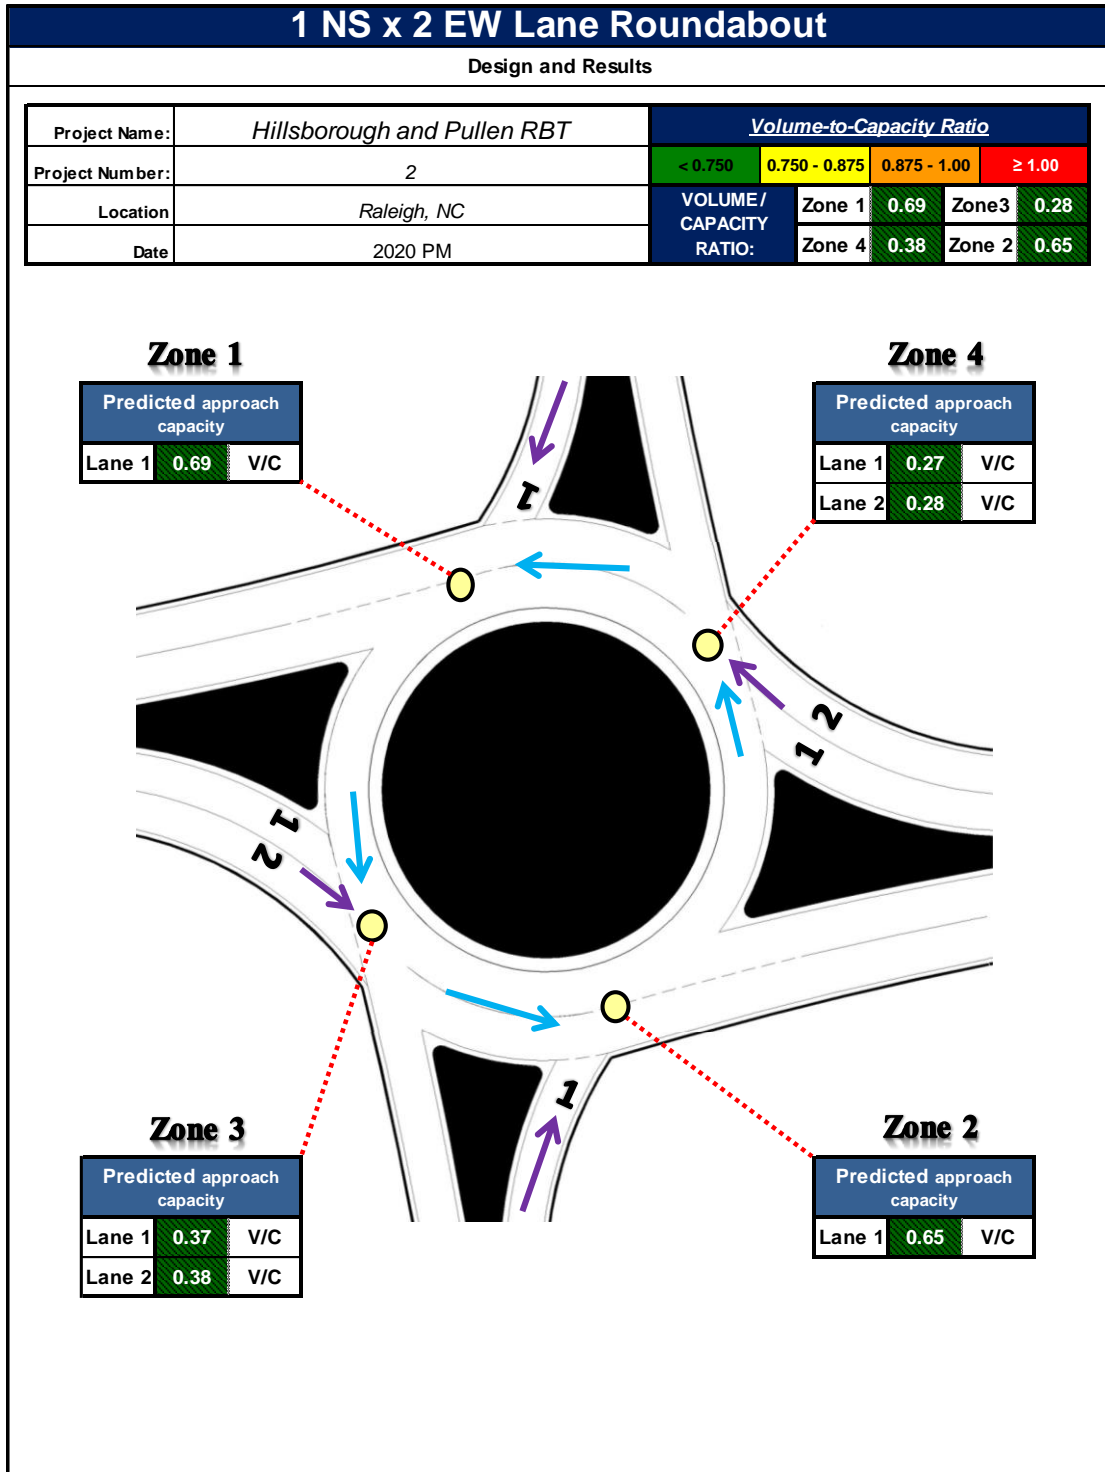 1 NS x 2 EW Lane Roundabout
Design and Results
Project Name: Hillsborough and Pullen RBT
Project Number: 2
Location Raleigh, NC
Date 2020 PM
Volume-to-Capacity Ratio
< 0.750 0.750 - 0.875 0.875 - 1.00 ≥ 1.00
VOLUME / CAPACITY RATIO:
Zone 1 0.69 Zone3 0.28
Zone 4 0.38 Zone 2 0.65
Zone 1
Predicted approach
capacity
Lane 1 0.69 V/C
Zone 4
Predicted approach
capacity
Lane 1 0.27 V/C
Lane 2 0.28 V/C
1
2
1
1
2
1
Zone 3
Predicted approach
capacity
Lane 1 0.37 V/C
Lane 2 0.38 V/C
Zone 2
Predicted approach
capacity
Lane 1 0.65 V/C